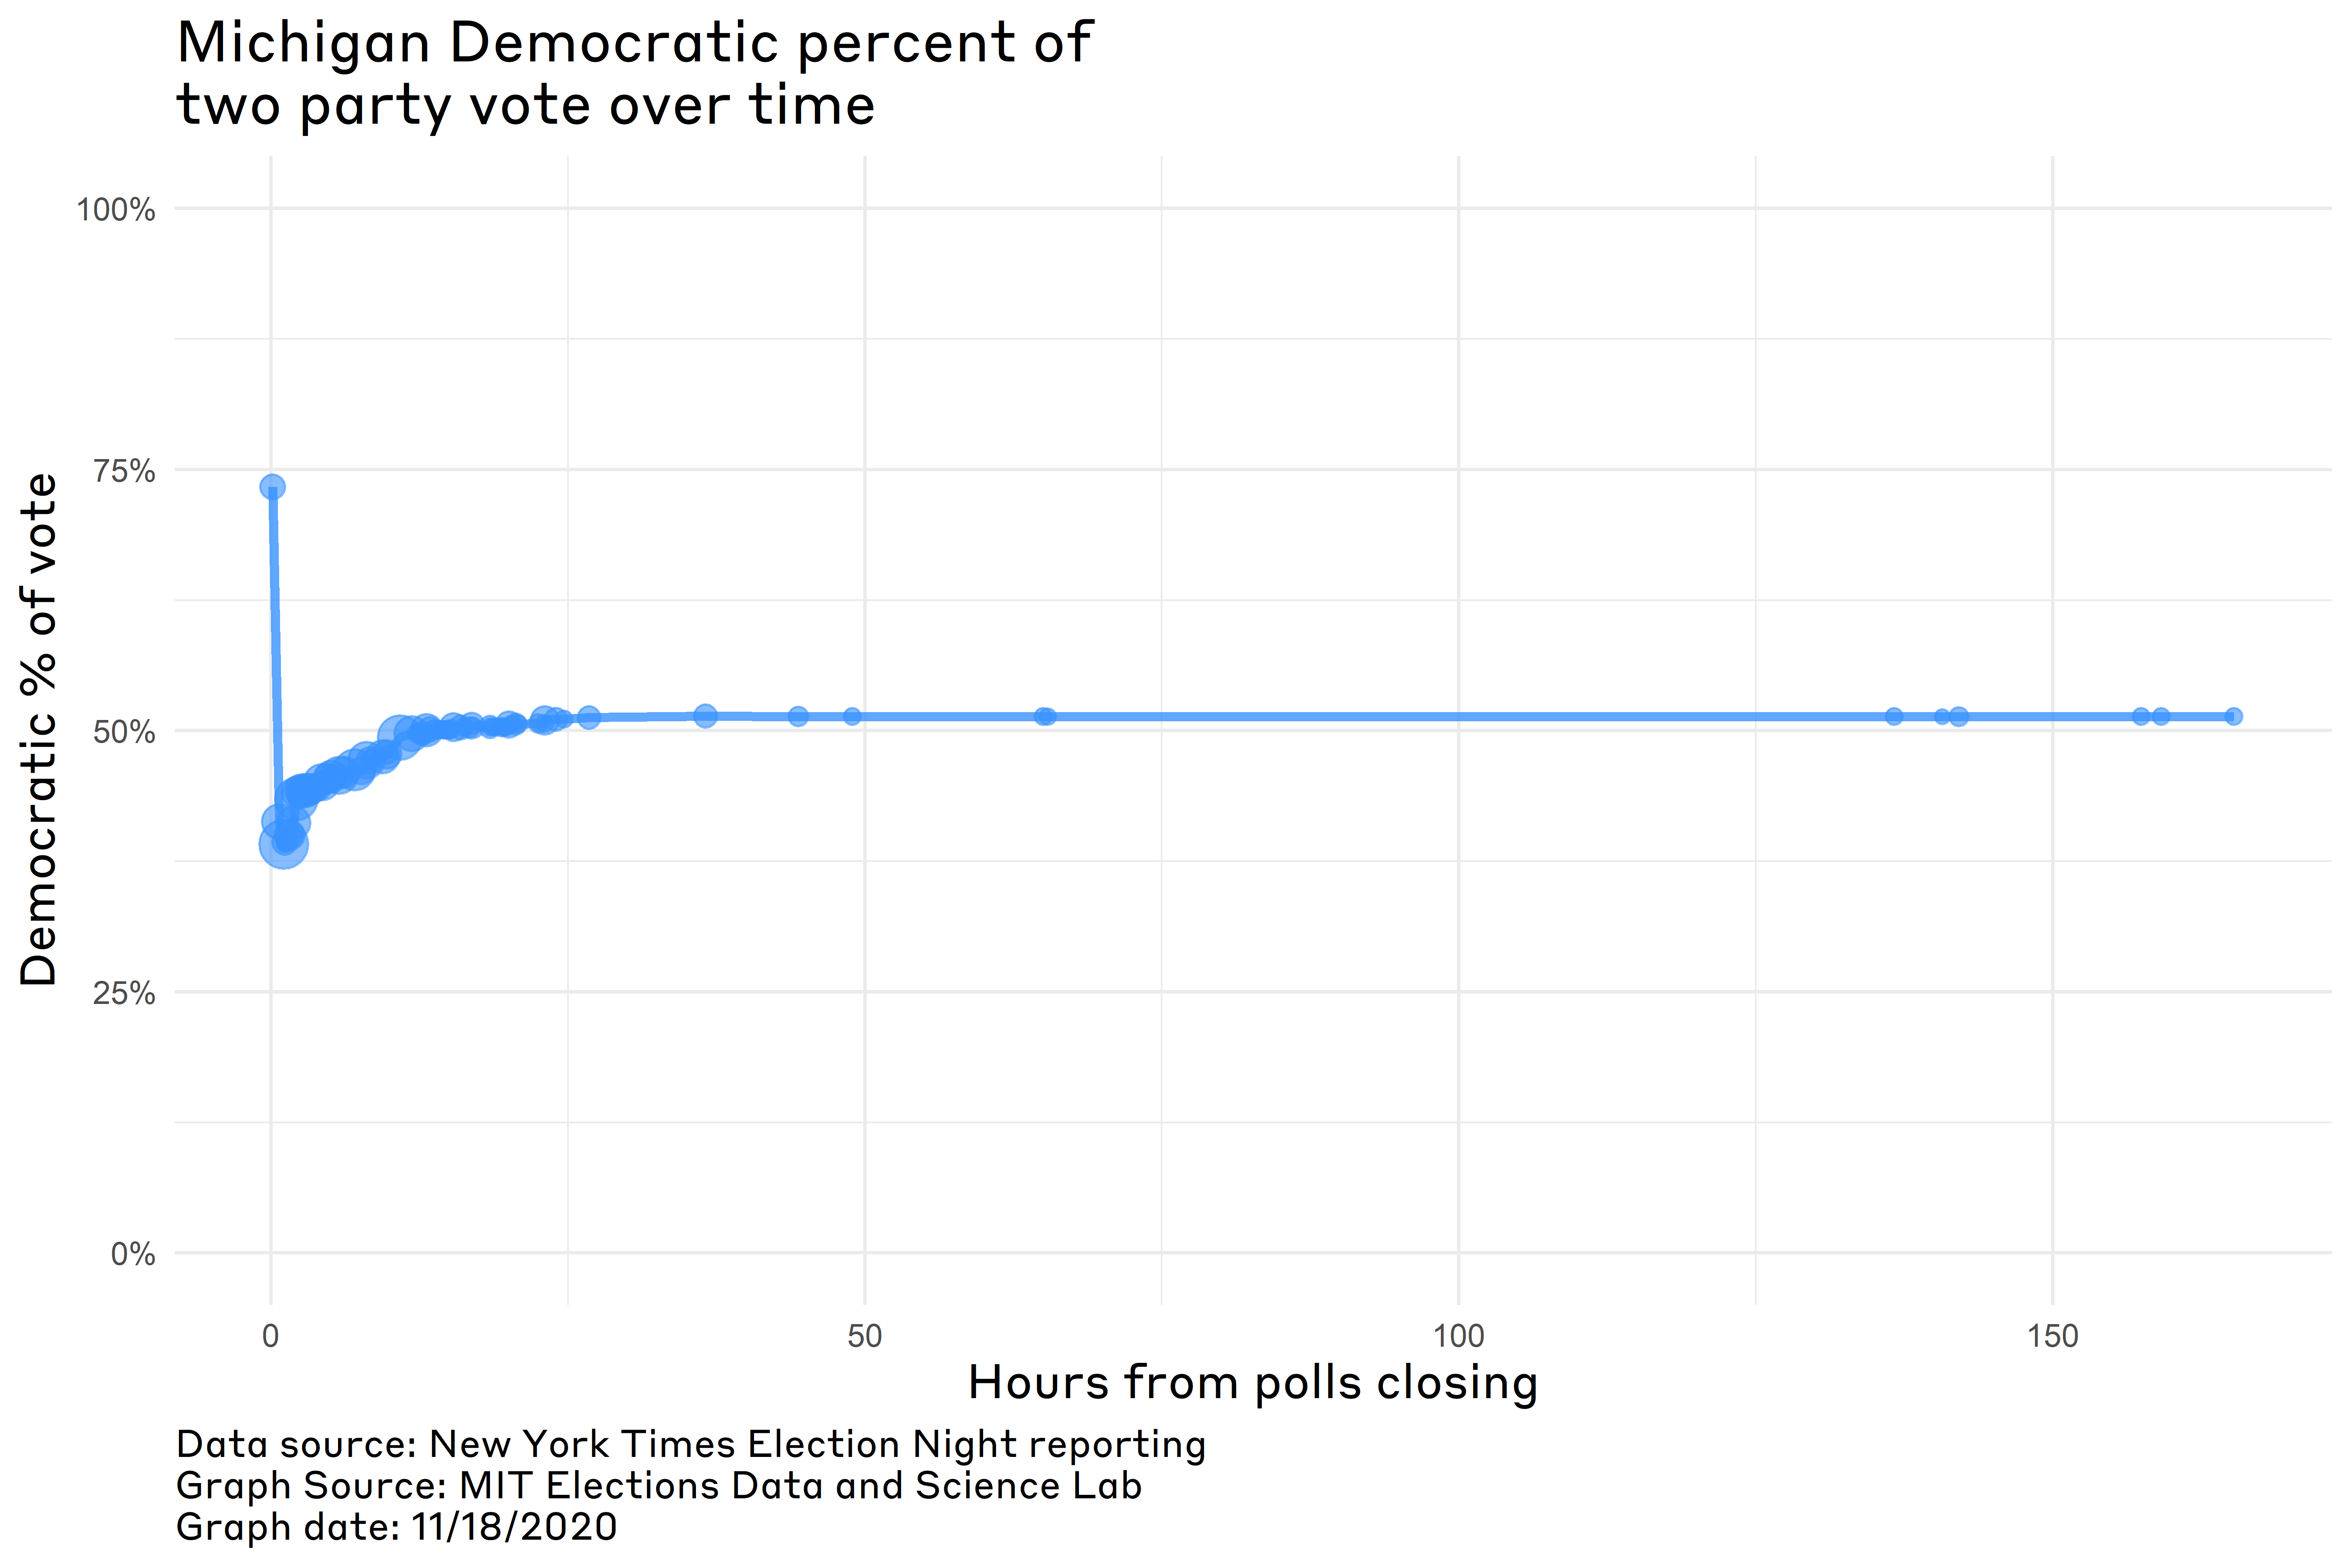 Michigan Democratic percent of
two party vote over time
Democratic % of vote
100%
75%
50%
25%
0%
0
50
100
150
Hours from polls closing
Data source: New York Times Election Night reporting
Graph Source: MIT Elections Data and Science Lab
Graph date: 11/18/2020